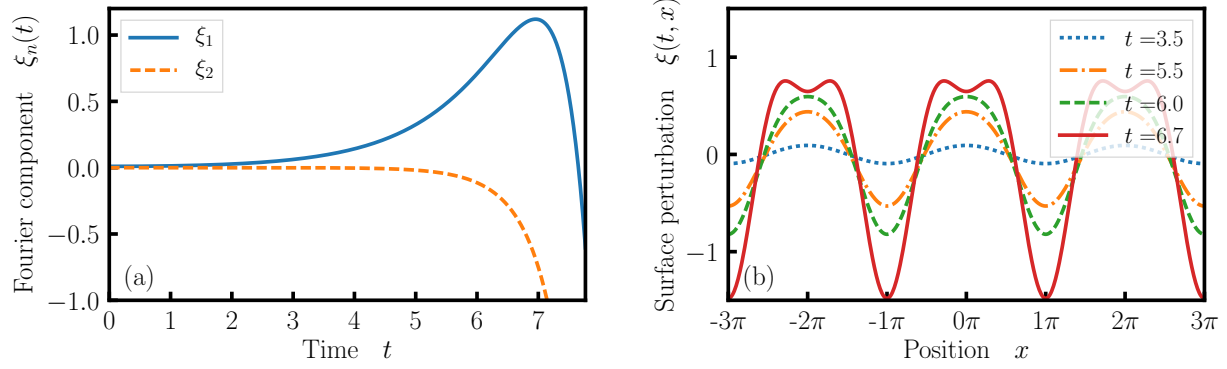 Fourier component ξₙ(t)
1.0
0.5
0.0
−0.5
−1.0
ξ₁
ξ₂
(a)
0 1 2 3 4 5 6 7
Time t
Surface perturbation ξ(t, x)
1
0
−1
t =3.5
t =5.5
t =6.0
t =6.7
(b)
-3π -2π -1π 0π 1π 2π 3π
Position x